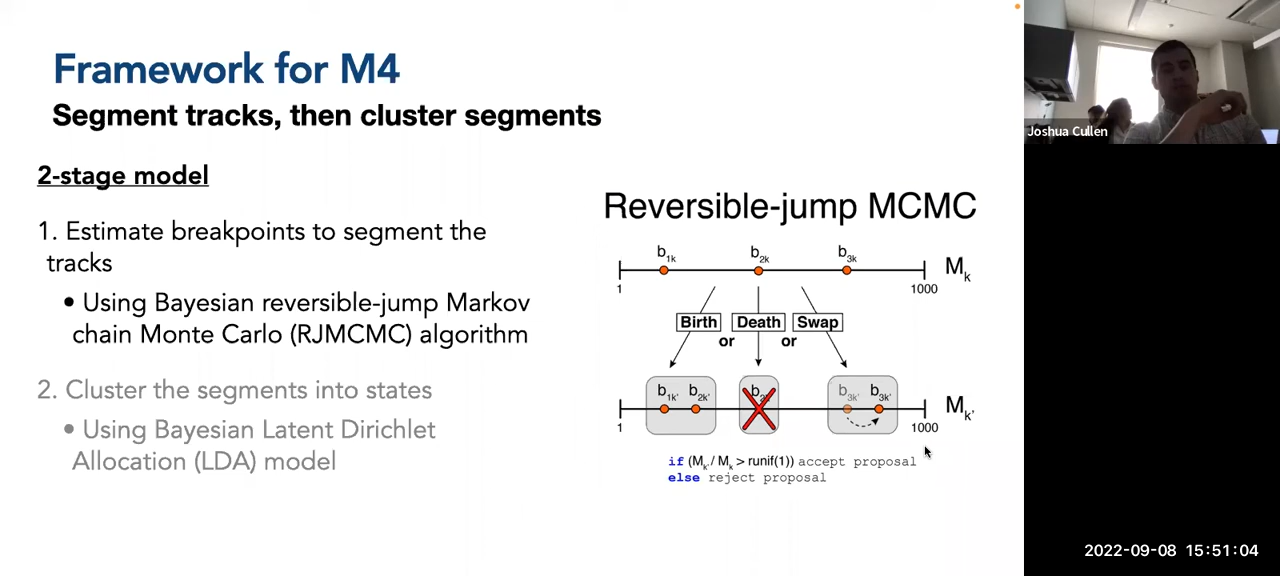 Framework for M4
Segment tracks, then cluster segments
2-stage model
1. Estimate breakpoints to segment the
tracks
• Using Bayesian reversible-jump Markov
chain Monte Carlo (RJMCMC) algorithm
2. Cluster the segments into states
• Using Bayesian Latent Dirichlet
Allocation (LDA) model
Reversible-jump MCMC
b1k b2k b3k
Mk
1 1000
Birth Death Swap
or or
b1k' b2k' b3k' b3k'
Mk'
1 1000
if (Mk' / Mk > runif(1)) accept proposal
else reject proposal
Joshua Cullen
2022-09-08 15:51:04